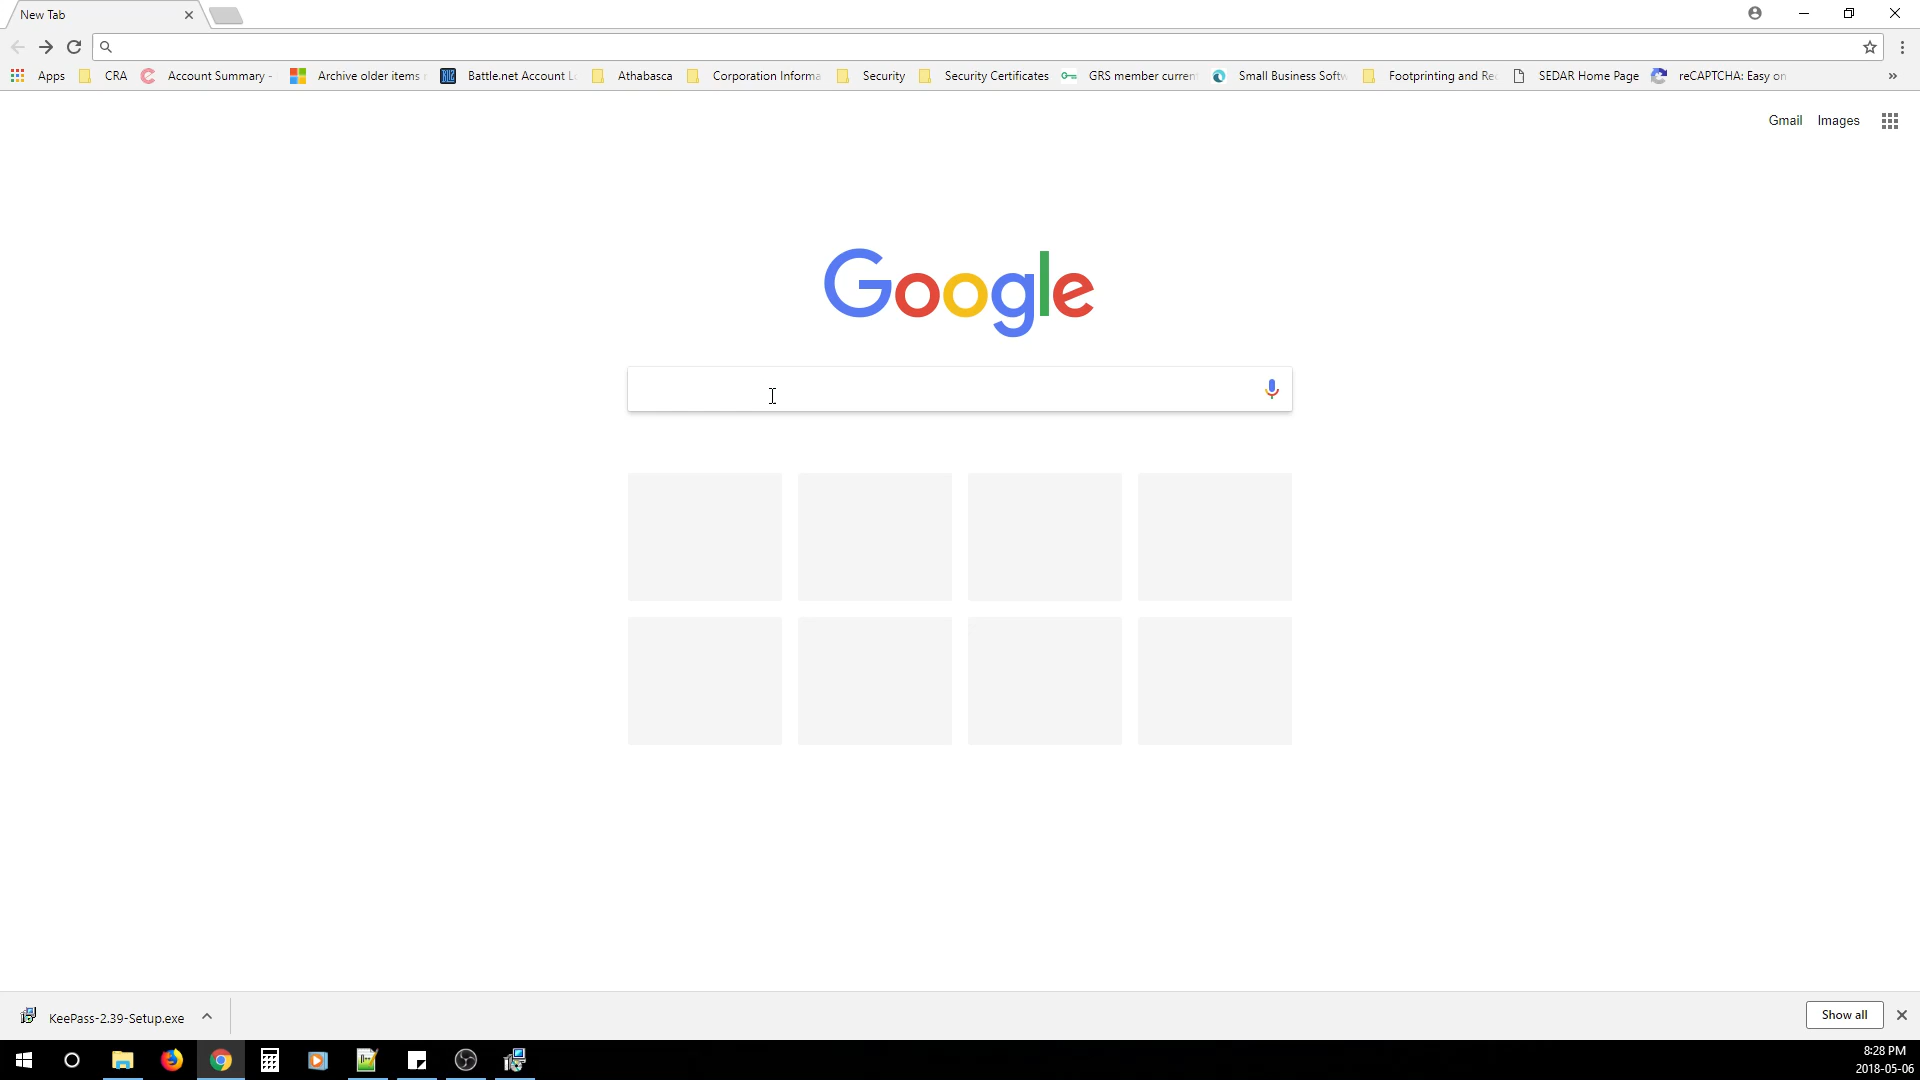 New Tab
Apps CRA Account Summary - Archive older items Battle.net Account Athabasca Corporation Informa Security Security Certificates GRS member curren Small Business Soft Footprinting and Re SEDAR Home Page reCAPTCHA: Easy on
Gmail Images
Google
KeePass-2.39-Setup.exe
Show all
8:28 PM
2018-05-06